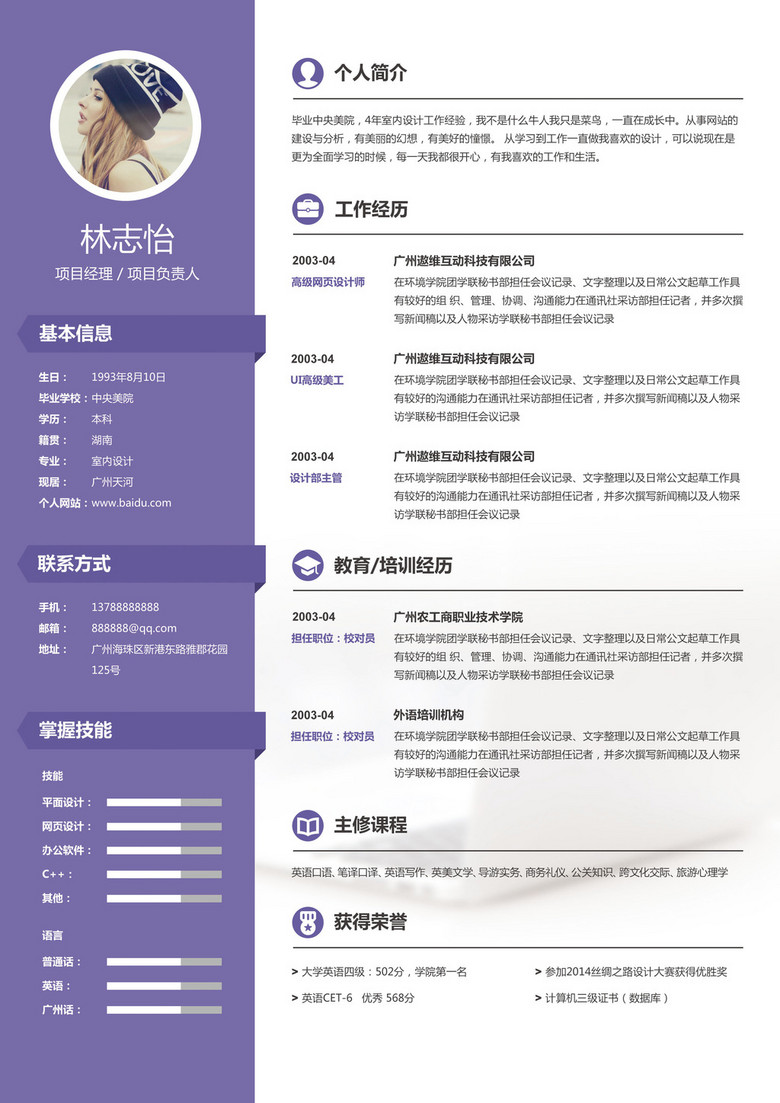 LOVE
林志怡
项目经理 / 项目负责人
基本信息
生日： 1993年8月10日
毕业学校：中央美院
学历： 本科
籍贯： 湖南
专业： 室内设计
现居： 广州天河
个人网站：www.baidu.com
联系方式
手机： 13788888888
邮箱： 888888@qq.com
地址： 广州海珠区新港东路雅郡花园
125号
掌握技能
技能
平面设计：
网页设计：
办公软件：
C++：
其他：
语言
普通话：
英语：
广州话：
个人简介
毕业中央美院，4年室内设计工作经验，我不是什么牛人我只是菜鸟，一直在成长中。从事网站的
建设与分析，有美丽的幻想，有美好的憧憬。 从学习到工作一直做我喜欢的设计，可以说现在是
更为全面学习的时候，每一天我都很开心，有我喜欢的工作和生活。
工作经历
2003-04 广州遨维互动科技有限公司
高级网页设计师 在环境学院团学联秘书部担任会议记录、文字整理以及日常公文起草工作具
有较好的组 织、管理、协调、沟通能力在通讯社采访部担任记者，并多次撰
写新闻稿以及人物采访学联秘书部担任会议记录
2003-04 广州遨维互动科技有限公司
UI高级美工 在环境学院团学联秘书部担任会议记录、文字整理以及日常公文起草工作具
有较好的沟通能力在通讯社采访部担任记者，并多次撰写新闻稿以及人物采
访学联秘书部担任会议记录
2003-04 广州遨维互动科技有限公司
设计部主管 在环境学院团学联秘书部担任会议记录、文字整理以及日常公文起草工作具
有较好的沟通能力在通讯社采访部担任记者，并多次撰写新闻稿以及人物采
访学联秘书部担任会议记录
教育/培训经历
2003-04 广州农工商职业技术学院
担任职位：校对员 在环境学院团学联秘书部担任会议记录、文字整理以及日常公文起草工作具
有较好的组 织、管理、协调、沟通能力在通讯社采访部担任记者，并多次撰
写新闻稿以及人物采访学联秘书部担任会议记录
2003-04 外语培训机构
担任职位：校对员 在环境学院团学联秘书部担任会议记录、文字整理以及日常公文起草工作具
有较好的沟通能力在通讯社采访部担任记者，并多次撰写新闻稿以及人物采
访学联秘书部担任会议记录
主修课程
英语口语、笔译口译、英语写作、英美文学、导游实务、商务礼仪、公关知识、跨文化交际、旅游心理学
获得荣誉
> 大学英语四级：502分，学院第一名
> 参加2014丝绸之路设计大赛获得优胜奖
> 英语CET-6 优秀 568分
> 计算机三级证书（数据库）